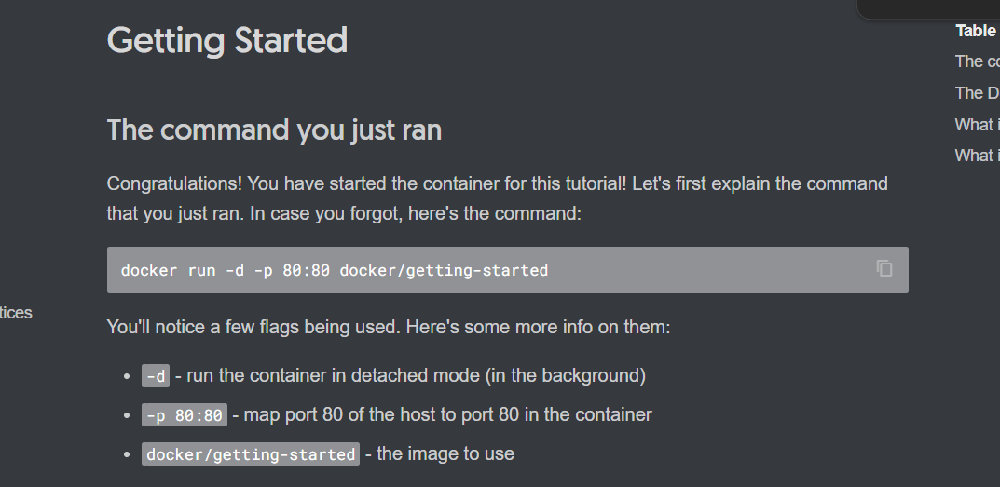 Getting Started
Table
The command you just ran
The
The D
What i
What i
Congratulations! You have started the container for this tutorial! Let's first explain the command
that you just ran. In case you forgot, here's the command:
docker run -d -p 80:80 docker/getting-started
tices
You'll notice a few flags being used. Here's some more info on them:
-d - run the container in detached mode (in the background)
-p 80:80 - map port 80 of the host to port 80 in the container
docker/getting-started - the image to use